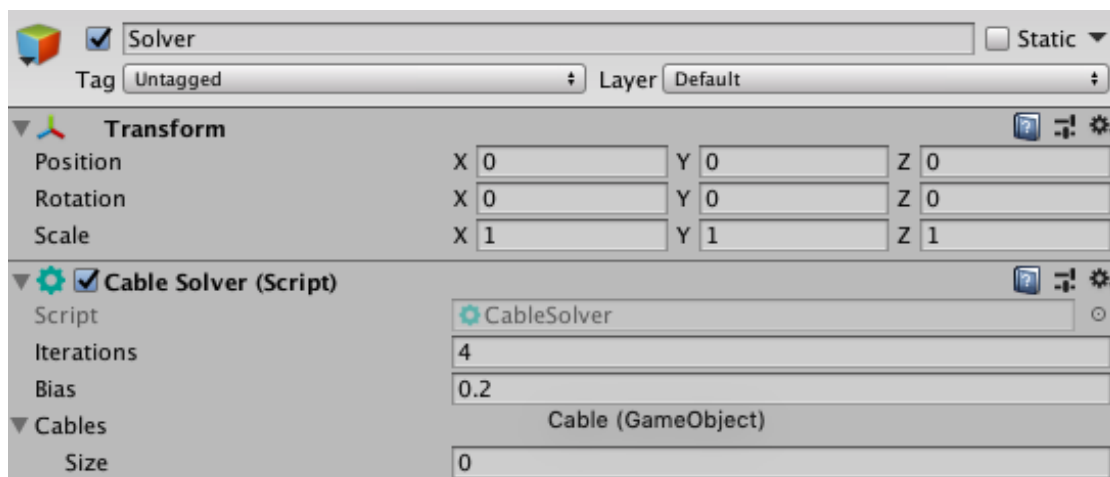 Solver Static
Tag Untagged Layer Default
Transform
Position X 0 Y 0 Z 0
Rotation X 0 Y 0 Z 0
Scale X 1 Y 1 Z 1
Cable Solver (Script)
Script CableSolver
Iterations 4
Bias 0.2
Cables Cable (GameObject)
Size 0